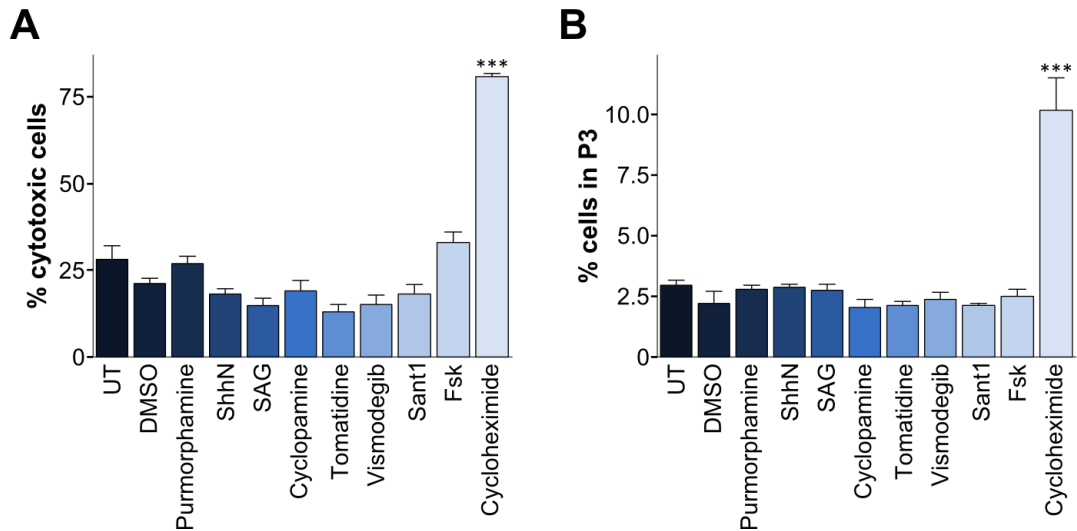 A
% cytotoxic cells
75
50
25
0
***
UT
DMSO
Purmorphamine
ShhN
SAG
Cyclopamine
Tomatidine
Vismodegib
Sant1
Fsk
Cycloheximide
B
% cells in P3
10.0
7.5
5.0
2.5
0
***
UT
DMSO
Purmorphamine
ShhN
SAG
Cyclopamine
Tomatidine
Vismodegib
Sant1
Fsk
Cycloheximide